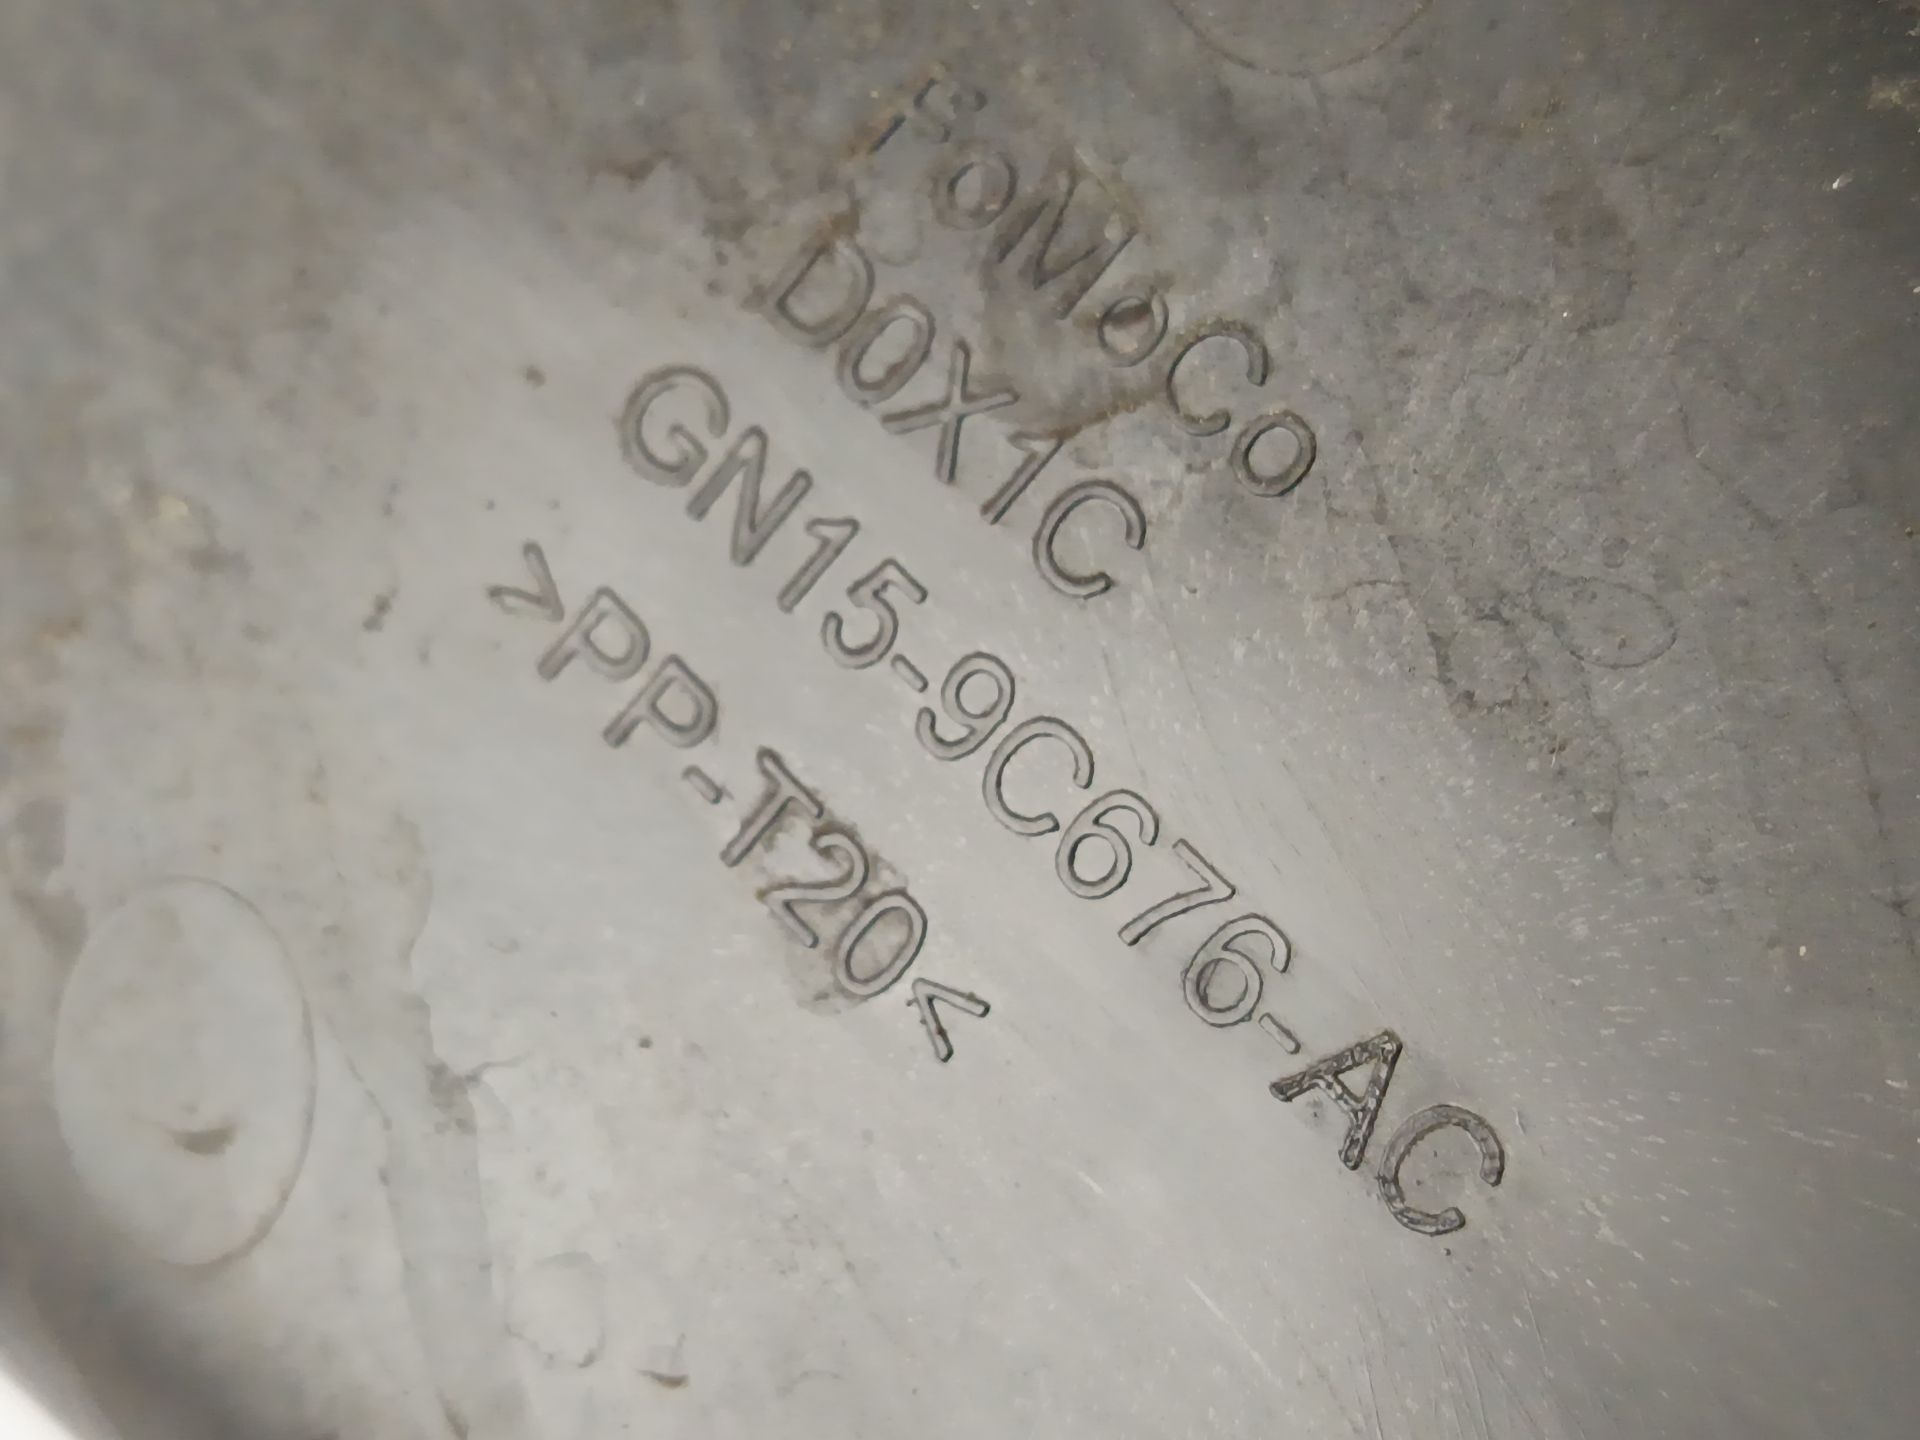 FoMoCo
D0X1C
GN15-9C676-AC
>PP-T20<